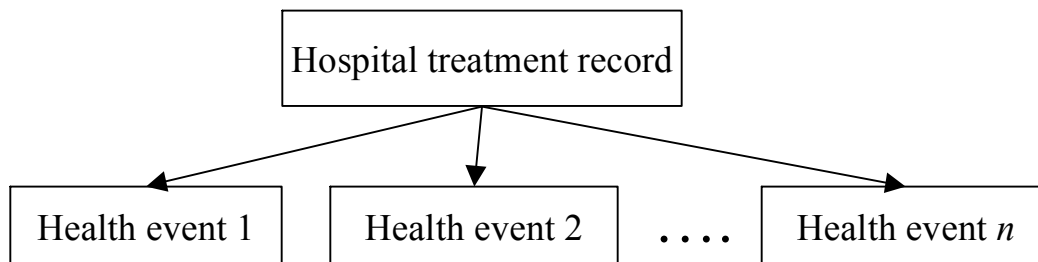 Hospital treatment record
Health event 1
Health event 2
....
Health event n